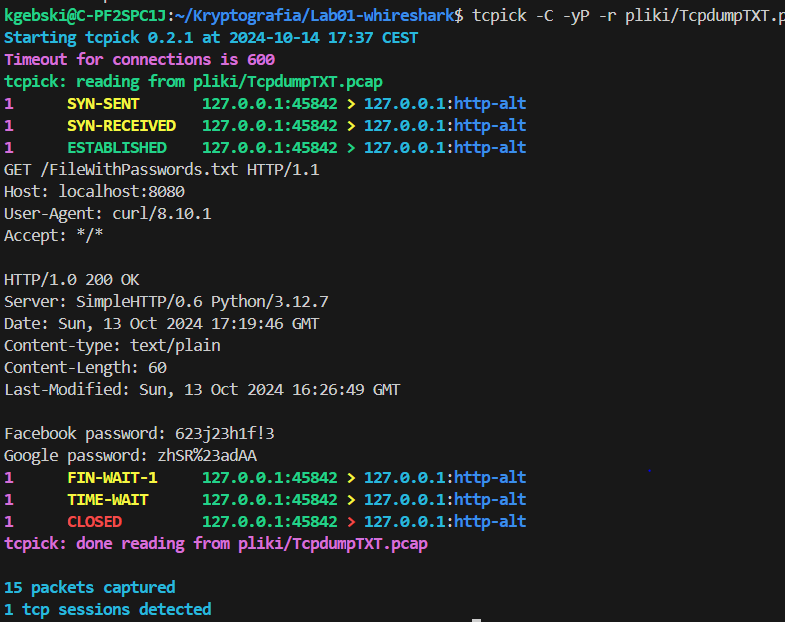 kgebski@C-PF2SPC1J:~/Kryptografia/Lab01-whireshark$ tcpick -C -yP -r pliki/TcpdumpTXT.p
Starting tcpick 0.2.1 at 2024-10-14 17:37 CEST
Timeout for connections is 600
tcpick: reading from pliki/TcpdumpTXT.pcap
1 SYN-SENT 127.0.0.1:45842 > 127.0.0.1:http-alt
1 SYN-RECEIVED 127.0.0.1:45842 > 127.0.0.1:http-alt
1 ESTABLISHED 127.0.0.1:45842 > 127.0.0.1:http-alt
GET /FileWithPasswords.txt HTTP/1.1
Host: localhost:8080
User-Agent: curl/8.10.1
Accept: */*
HTTP/1.0 200 OK
Server: SimpleHTTP/0.6 Python/3.12.7
Date: Sun, 13 Oct 2024 17:19:46 GMT
Content-type: text/plain
Content-Length: 60
Last-Modified: Sun, 13 Oct 2024 16:26:49 GMT
Facebook password: 623j23h1f!3
Google password: zhSR%23adAA
1 FIN-WAIT-1 127.0.0.1:45842 > 127.0.0.1:http-alt
1 TIME-WAIT 127.0.0.1:45842 > 127.0.0.1:http-alt
1 CLOSED 127.0.0.1:45842 > 127.0.0.1:http-alt
tcpick: done reading from pliki/TcpdumpTXT.pcap
15 packets captured
1 tcp sessions detected